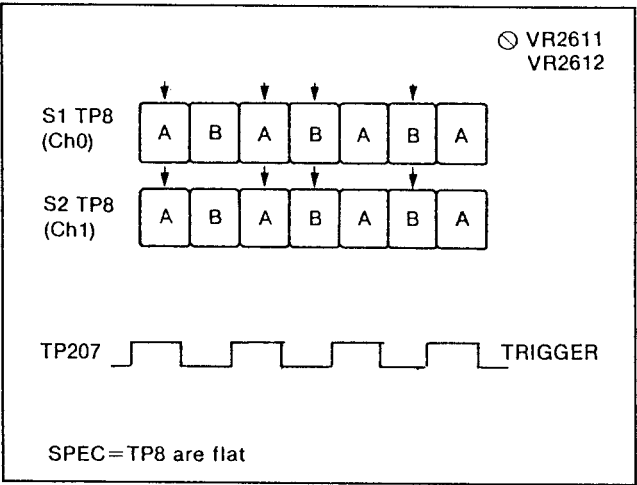 ⦸ VR2611
VR2612
S1 TP8
(Ch0)
A B A B A B A
S2 TP8
(Ch1)
A B A B A B A
TP207
TRIGGER
SPEC=TP8 are flat